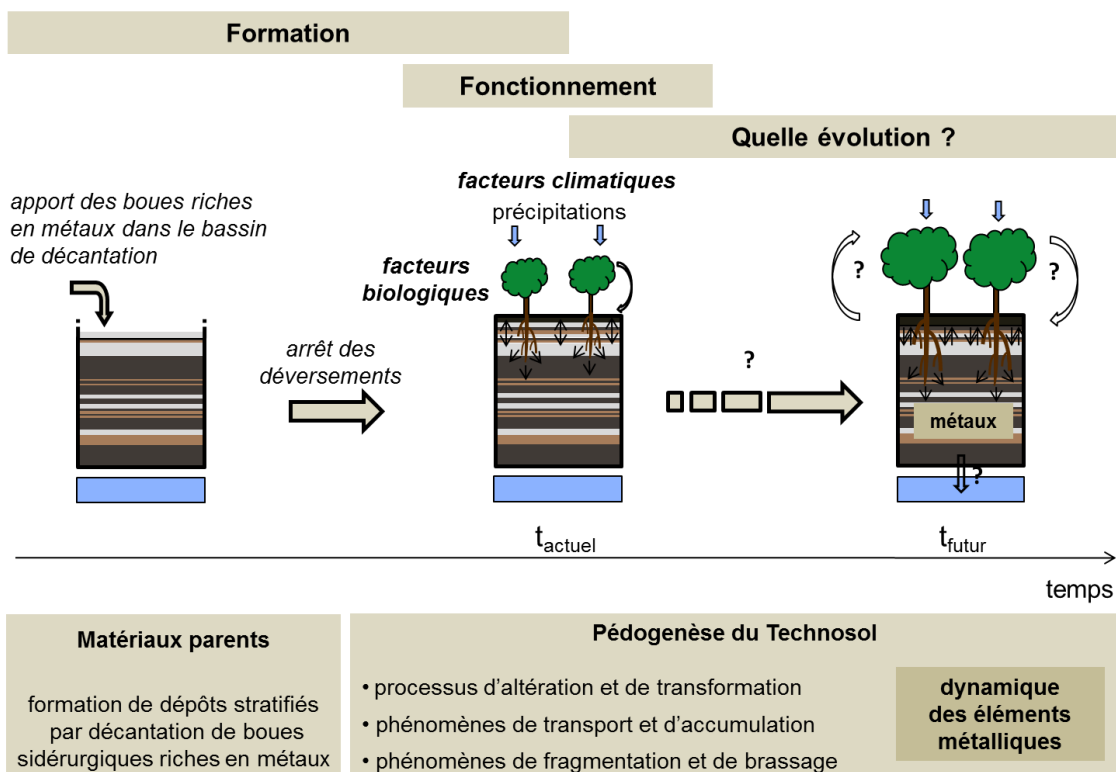 Formation
Fonctionnement
Quelle évolution ?
apport des boues riches
en métaux dans le bassin
de décantation
facteurs climatiques
précipitations
facteurs
biologiques
arrêt des
déversements
?
?
?
métaux
?
t actuel
t futur
temps
Matériaux parents
formation de dépôts stratifiés
par décantation de boues
sidérurgiques riches en métaux
Pédogenèse du Technosol
• processus d'altération et de transformation
• phénomènes de transport et d'accumulation
• phénomènes de fragmentation et de brassage
dynamique
des éléments
métalliques